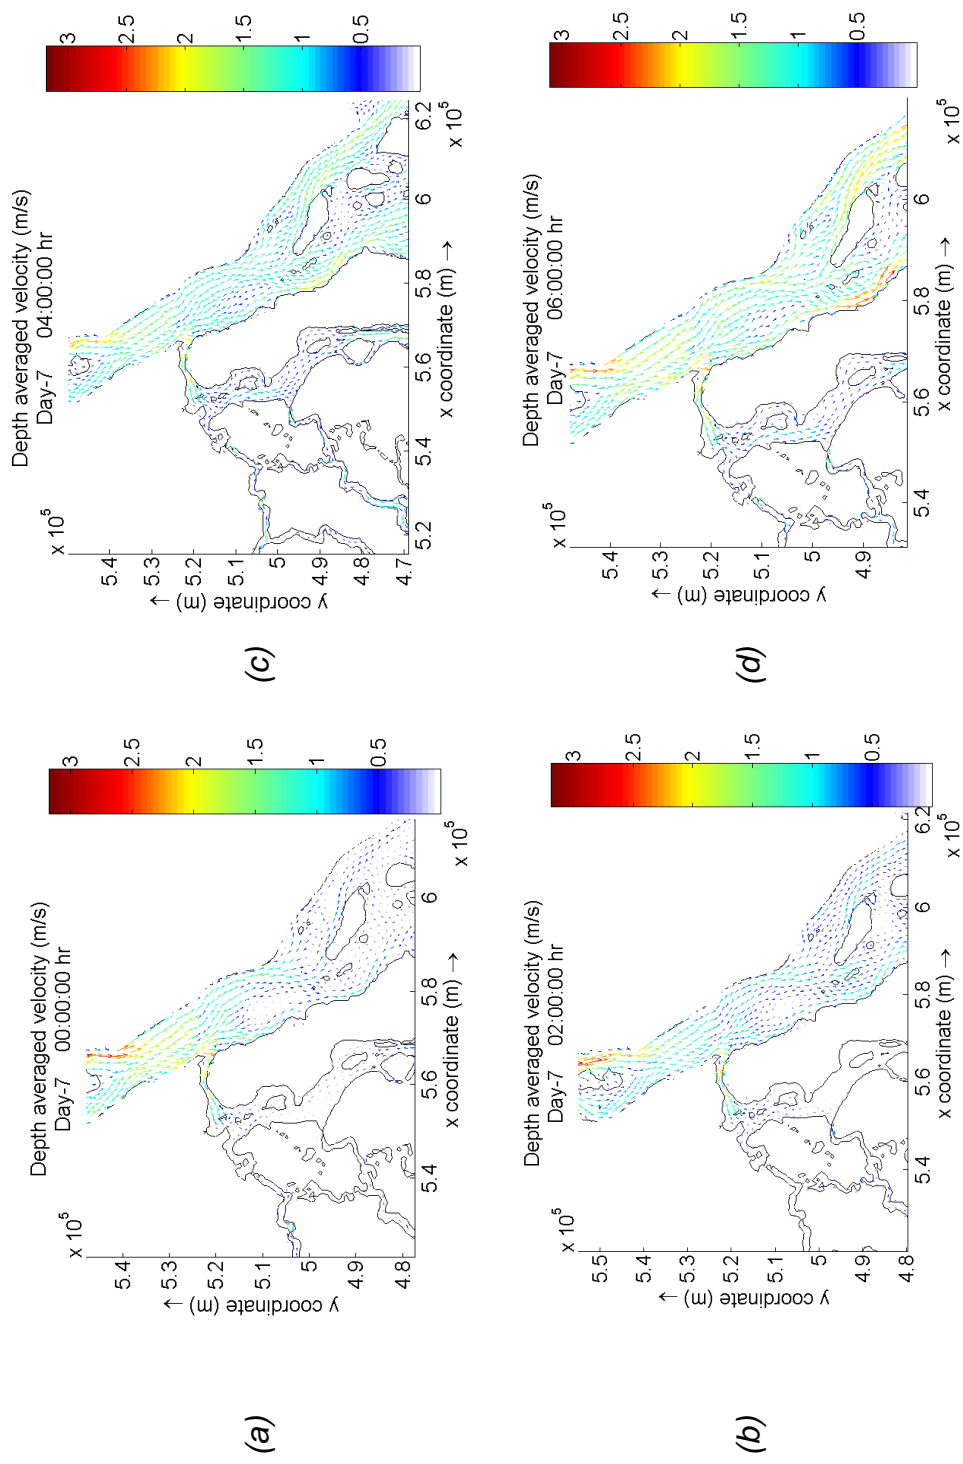 (a)
Depth averaged velocity (m/s)
Day-7 00:00:00 hr
x 10^5
5.4
5.3
5.2
5.1
5
4.9
4.8
y coordinate (m) →
5.4
5.6
5.8
6
x 10^5
x coordinate (m) →
3
2.5
2
1.5
1
0.5
(b)
Depth averaged velocity (m/s)
Day-7 02:00:00 hr
x 10^5
5.5
5.4
5.3
5.2
5.1
5
4.9
4.8
y coordinate (m) →
5.4
5.6
5.8
6
6.2
x 10^5
x coordinate (m) →
3
2.5
2
1.5
1
0.5
(c)
Depth averaged velocity (m/s)
Day-7 04:00:00 hr
x 10^5
5.4
5.3
5.2
5.1
5
4.9
4.8
4.7
y coordinate (m) →
5.2
5.4
5.6
5.8
6
6.2
x 10^5
x coordinate (m) →
3
2.5
2
1.5
1
0.5
(d)
Depth averaged velocity (m/s)
Day-7 06:00:00 hr
x 10^5
5.4
5.3
5.2
5.1
5
4.9
y coordinate (m) →
5.4
5.6
5.8
6
x 10^5
x coordinate (m) →
3
2.5
2
1.5
1
0.5